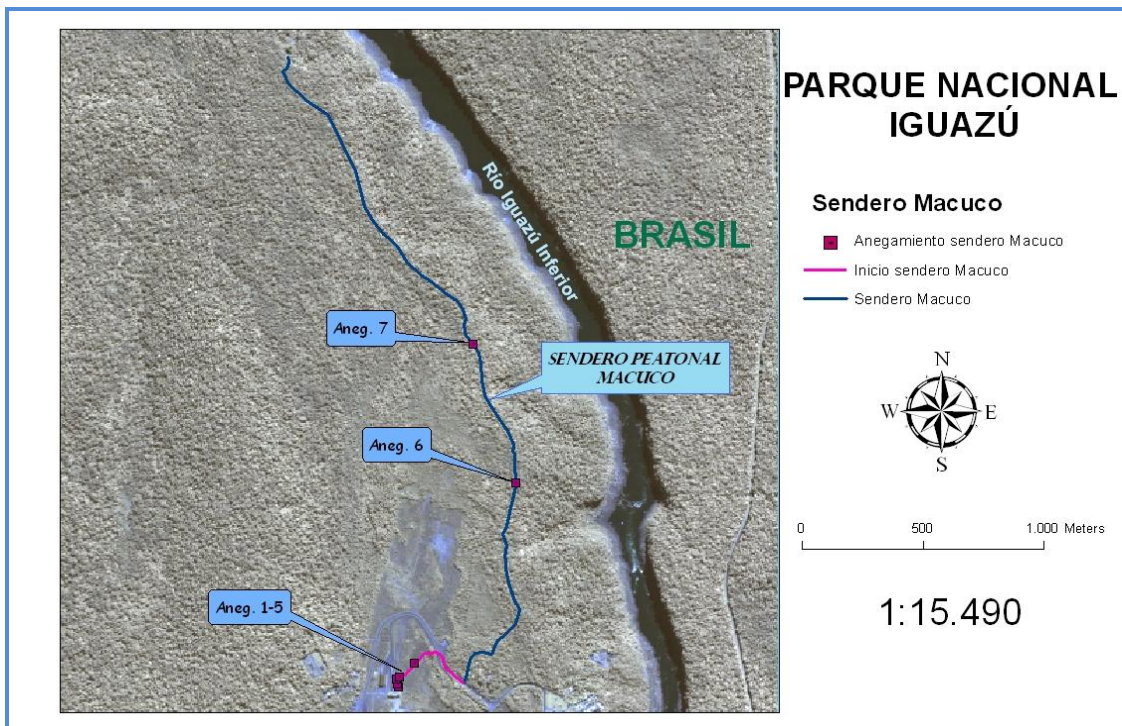 PARQUE NACIONAL
IGUAZÚ
Sendero Macuco
Anegamiento sendero Macuco
Inicio sendero Macuco
Sendero Macuco
N
W
E
S
0
500
1.000 Meters
1:15.490
Río Iguazú Inferior
BRASIL
Aneg. 7
SENDERO PEATONAL
MACUCO
Aneg. 6
Aneg. 1-5